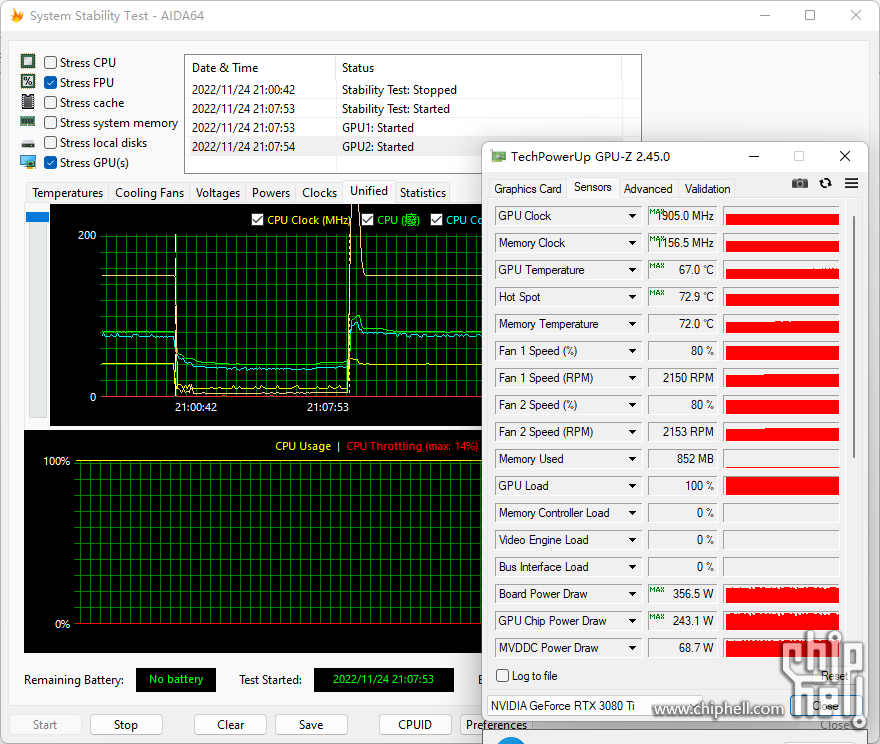 System Stability Test - AIDA64
Stress CPU
Stress FPU
Stress cache
Stress system memory
Stress local disks
Stress GPU(s)
Date & Time Status
2022/11/24 21:00:42 Stability Test: Stopped
2022/11/24 21:07:53 Stability Test: Started
2022/11/24 21:07:53 GPU1: Started
2022/11/24 21:07:54 GPU2: Started
Temperatures Cooling Fans Voltages Powers Clocks Unified Statistics
CPU Clock (MHz) CPU (癈) CPU Co
200
0
21:00:42 21:07:53
CPU Usage | CPU Throttling (max: 14%)
100%
0%
Remaining Battery: No battery Test Started: 2022/11/24 21:07:53 E
Start Stop Clear Save CPUID Preferences Close
TechPowerUp GPU-Z 2.45.0
Graphics Card Sensors Advanced Validation
GPU Clock MAX 1905.0 MHz
Memory Clock MAX 1156.5 MHz
GPU Temperature MAX 67.0 °C
Hot Spot MAX 72.9 °C
Memory Temperature 72.0 °C
Fan 1 Speed (%) 80 %
Fan 1 Speed (RPM) 2150 RPM
Fan 2 Speed (%) 80 %
Fan 2 Speed (RPM) 2153 RPM
Memory Used 852 MB
GPU Load 100 %
Memory Controller Load 0 %
Video Engine Load 0 %
Bus Interface Load 0 %
Board Power Draw MAX 356.5 W
GPU Chip Power Draw MAX 243.1 W
MVDDC Power Draw 68.7 W
Log to file Reset
NVIDIA GeForce RTX 3080 Ti Close
www.chiphell.com
chip hell